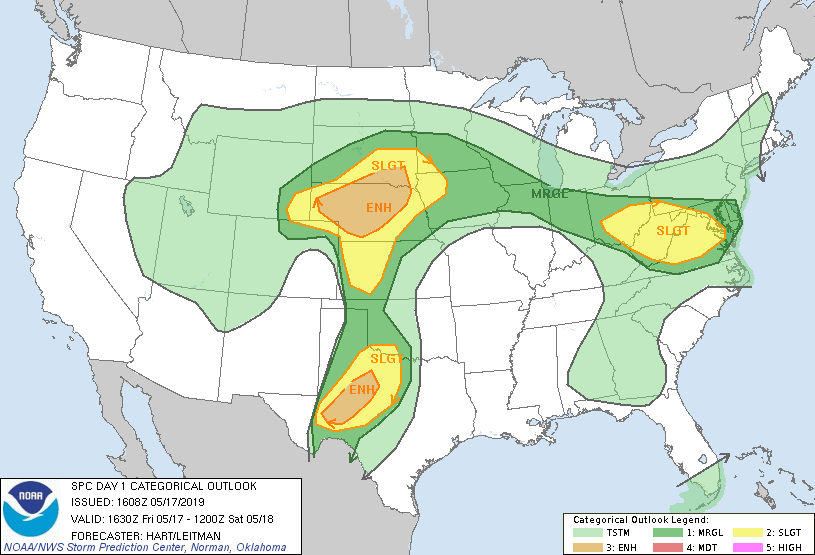 SLGT
ENH
MRGL
SLGT
SLGT
ENH
NOAA
SPC DAY 1 CATEGORICAL OUTLOOK
ISSUED: 1608Z 05/17/2019
VALID: 1630Z Fri 05/17 - 1200Z Sat 05/18
FORECASTER: HART/LEITMAN
NOAA/NWS Storm Prediction Center, Norman, Oklahoma
Categorical Outlook Legend:
TSTM 1: MRGL 2: SLGT
3: ENH 4: MDT 5: HIGH